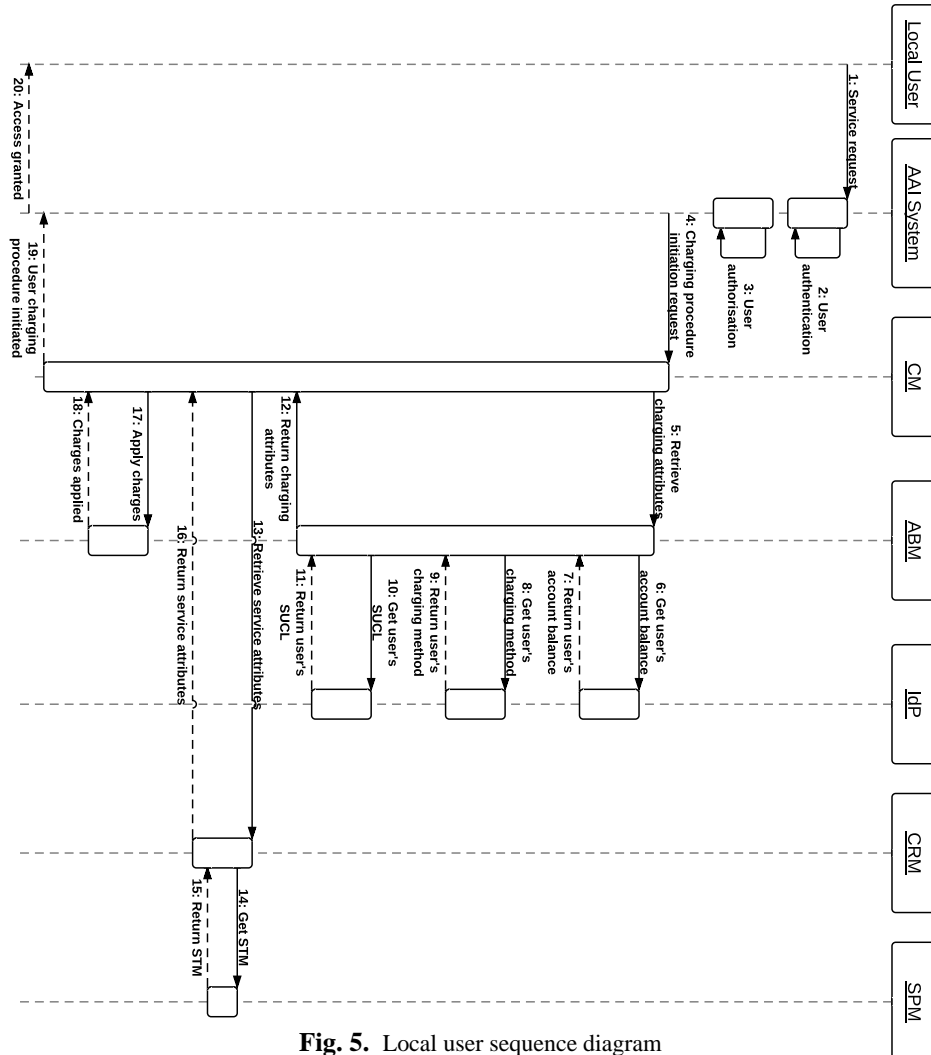 Local User
AAI System
CM
ABM
IdP
CRM
SPM
1: Service request
2: User
authentication
3: User
authorisation
4: Charging procedure
initiation request
5: Retrieve
charging attributes
6: Get user's
account balance
7: Return user's
account balance
8: Get user's
charging method
9: Return user's
charging method
10: Get user's
SUCL
11: Return user's
SUCL
12: Return charging
attributes
13: Retrieve service attributes
14: Get STM
15: Return STM
16: Return service attributes
17: Apply charges
18: Charges applied
19: User charging
procedure initiated
20: Access granted
Fig. 5. Local user sequence diagram